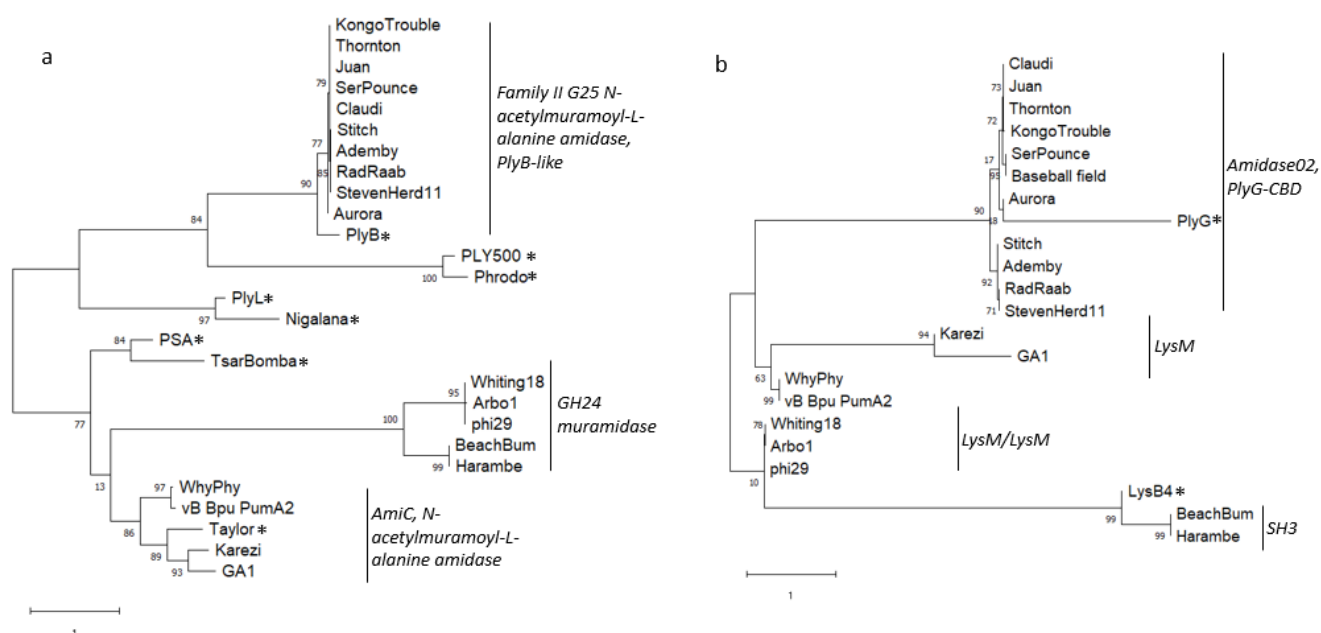 a
KongoTrouble
Thornton
Juan
79
SerPounce
Claudi
Stitch
77
Ademby
85
RadRaab
90
StevenHerd11
Aurora
84
PlyB*
Family II G25 N-
acetylmuramoyl-L-
alanine amidase,
PlyB-like
PLY500 *
100
Phrodo*
PlyL*
97
Nigalana*
84
PSA*
TsarBomba*
77
95
Whiting18
Arbo1
100
phi29
BeachBum
99
Harambe
GH24
muramidase
13
97
WhyPhy
vB Bpu PumA2
86
Taylor*
89
Karezi
93
GA1
AmiC, N-
acetylmuramoyl-L-
alanine amidase
1
b
Claudi
73
Juan
72
Thornton
KongoTrouble
17
SerPounce
95
Baseball field
90
Aurora
PlyG*
Stitch
Ademby
92
RadRaab
71
StevenHerd11
Amidase02,
PlyG-CBD
94
Karezi
GA1
LysM
63
WhyPhy
99
vB Bpu PumA2
78
Whiting18
Arbo1
10
phi29
LysM/LysM
LysB4*
99
BeachBum
99
Harambe
SH3
1